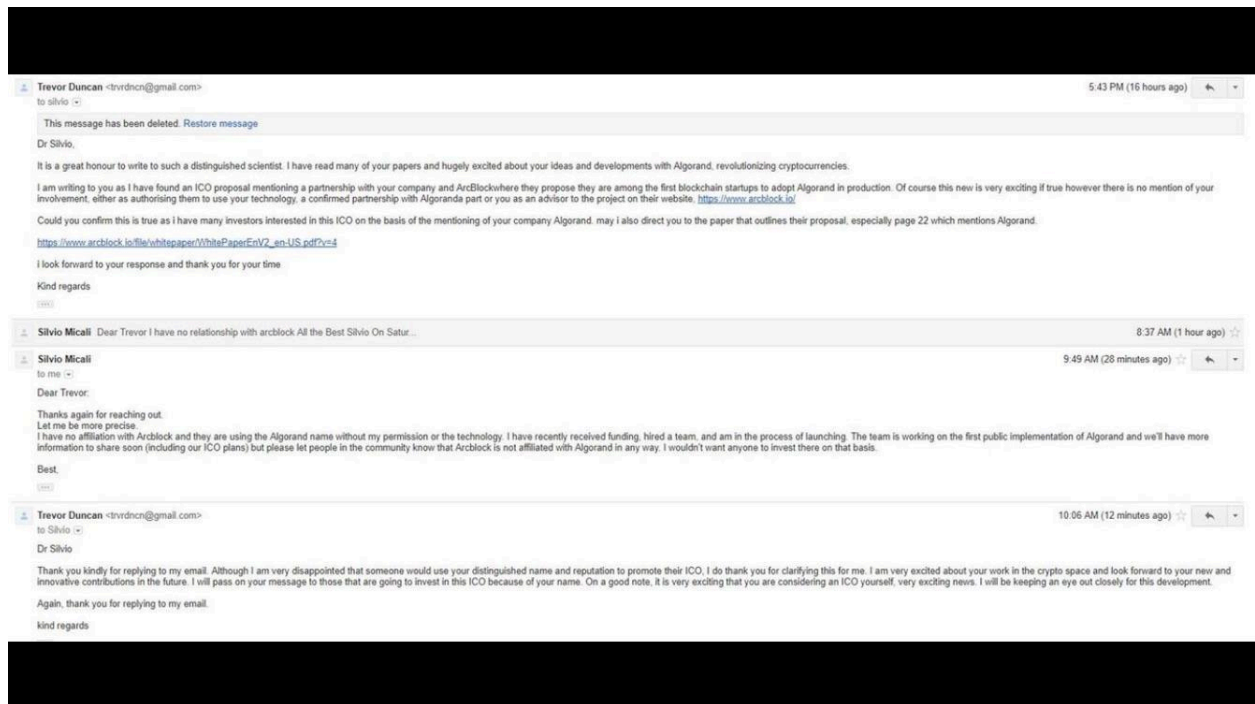 Trevor Duncan <trvrdncn@gmail.com>
5:43 PM (16 hours ago)
to silvio
This message has been deleted. Restore message
Dr Silvio,
It is a great honour to write to such a distinguished scientist. I have read many of your papers and hugely excited about your ideas and developments with Algorand, revolutionizing cryptocurrencies.
I am writing to you as I have found an ICO proposal mentioning a partnership with your company and ArcBlockwhere they propose they are among the first blockchain startups to adopt Algorand in production. Of course this new is very exciting if true however there is no mention of your
involvement, either as authorising them to use your technology, a confirmed partnership with Algoranda part or you as an advisor to the project on their website. https://www.arcblock.io/
Could you confirm this is true as i have many investors interested in this ICO on the basis of the mentioning of your company Algorand. may i also direct you to the paper that outlines their proposal, especially page 22 which mentions Algorand.
https://www.arcblock.io/file/whitepaper/WhitePaperEnV2_en-US.pdf?v=4
i look forward to your response and thank you for your time
Kind regards
Silvio Micali Dear Trevor I have no relationship with arcblock All the Best Silvio On Satur...
8:37 AM (1 hour ago)
Silvio Micali
9:49 AM (28 minutes ago)
to me
Dear Trevor:
Thanks again for reaching out.
Let me be more precise.
I have no affiliation with Arcblock and they are using the Algorand name without my permission or the technology. I have recently received funding, hired a team, and am in the process of launching. The team is working on the first public implementation of Algorand and we'll have more
information to share soon (including our ICO plans) but please let people in the community know that Arcblock is not affiliated with Algorand in any way. I wouldn't want anyone to invest there on that basis.
Best,
Trevor Duncan <trvrdncn@gmail.com>
10:06 AM (12 minutes ago)
to Silvio
Dr Silvio
Thank you kindly for replying to my email. Although I am very disappointed that someone would use your distinguished name and reputation to promote their ICO, I do thank you for clarifying this for me. I am very excited about your work in the crypto space and look forward to your new and
innovative contributions in the future. I will pass on your message to those that are going to invest in this ICO because of your name. On a good note, it is very exciting that you are considering an ICO yourself, very exciting news. I will be keeping an eye out closely for this development.
Again, thank you for replying to my email.
kind regards